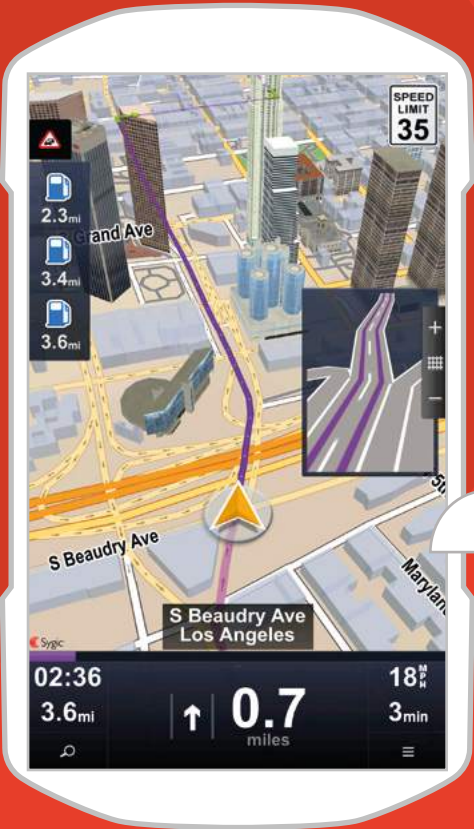 SPEED
LIMIT
35
2.3mi
Grand Ave
3.4mi
3.6mi
+
−
S Beaudry Ave
Maryland
S Beaudry Ave
Los Angeles
Sygic
02:36
18MPH
3.6mi
0.7
3min
miles